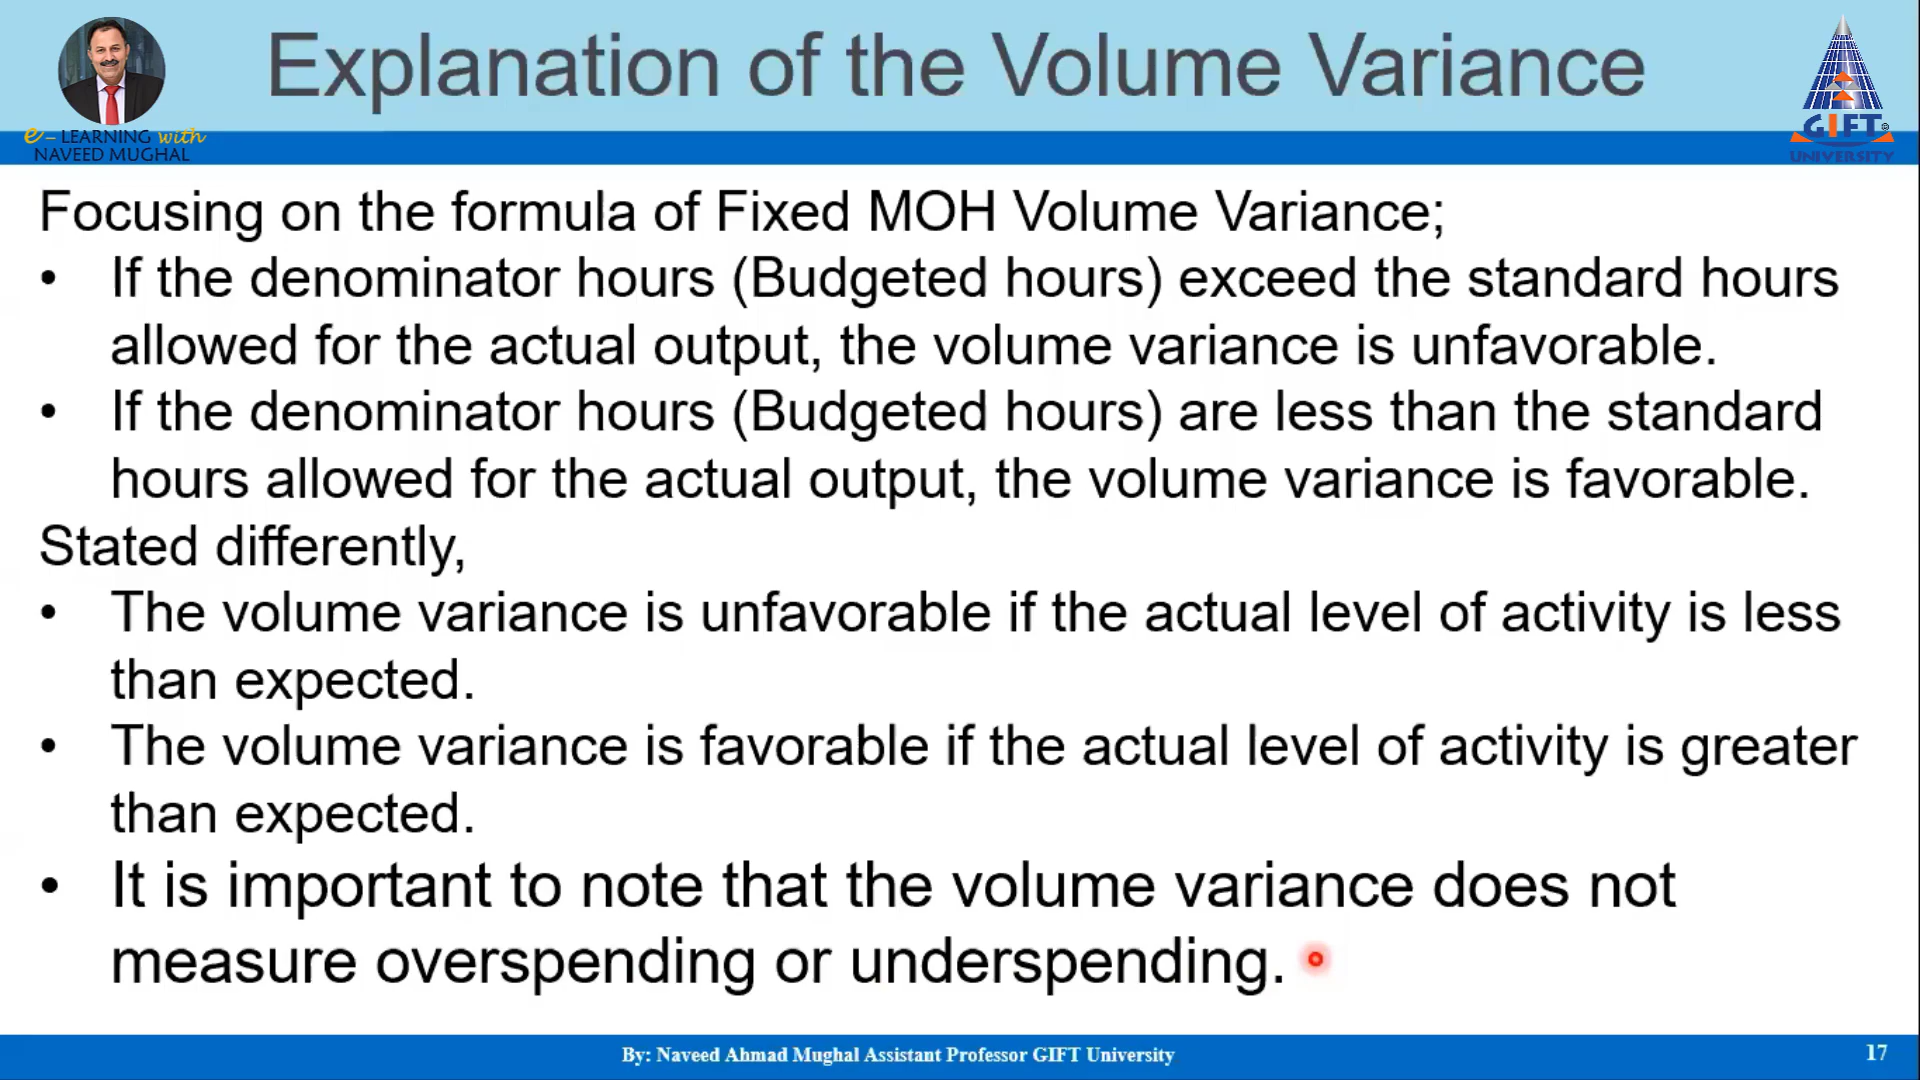 Explanation of the Volume Variance
e – LEARNING with
NAVEED MUGHAL
GIFT©
UNIVERSITY
Focusing on the formula of Fixed MOH Volume Variance;
• If the denominator hours (Budgeted hours) exceed the standard hours
allowed for the actual output, the volume variance is unfavorable.
• If the denominator hours (Budgeted hours) are less than the standard
hours allowed for the actual output, the volume variance is favorable.
Stated differently,
• The volume variance is unfavorable if the actual level of activity is less
than expected.
• The volume variance is favorable if the actual level of activity is greater
than expected.
• It is important to note that the volume variance does not
measure overspending or underspending.
By: Naveed Ahmad Mughal Assistant Professor GIFT University
17